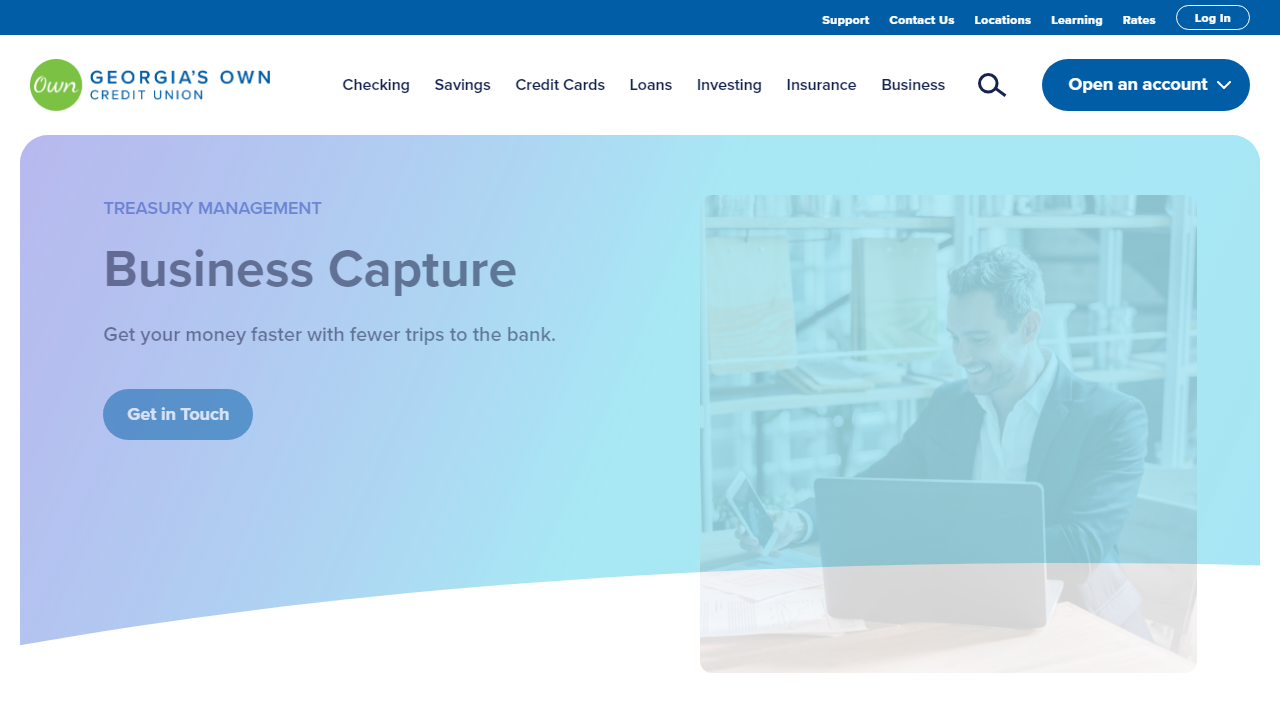 Support Contact Us Locations Learning Rates Log In
Own GEORGIA'S OWN
CREDIT UNION
Checking Savings Credit Cards Loans Investing Insurance Business
Open an account
TREASURY MANAGEMENT
Business Capture
Get your money faster with fewer trips to the bank.
Get in Touch